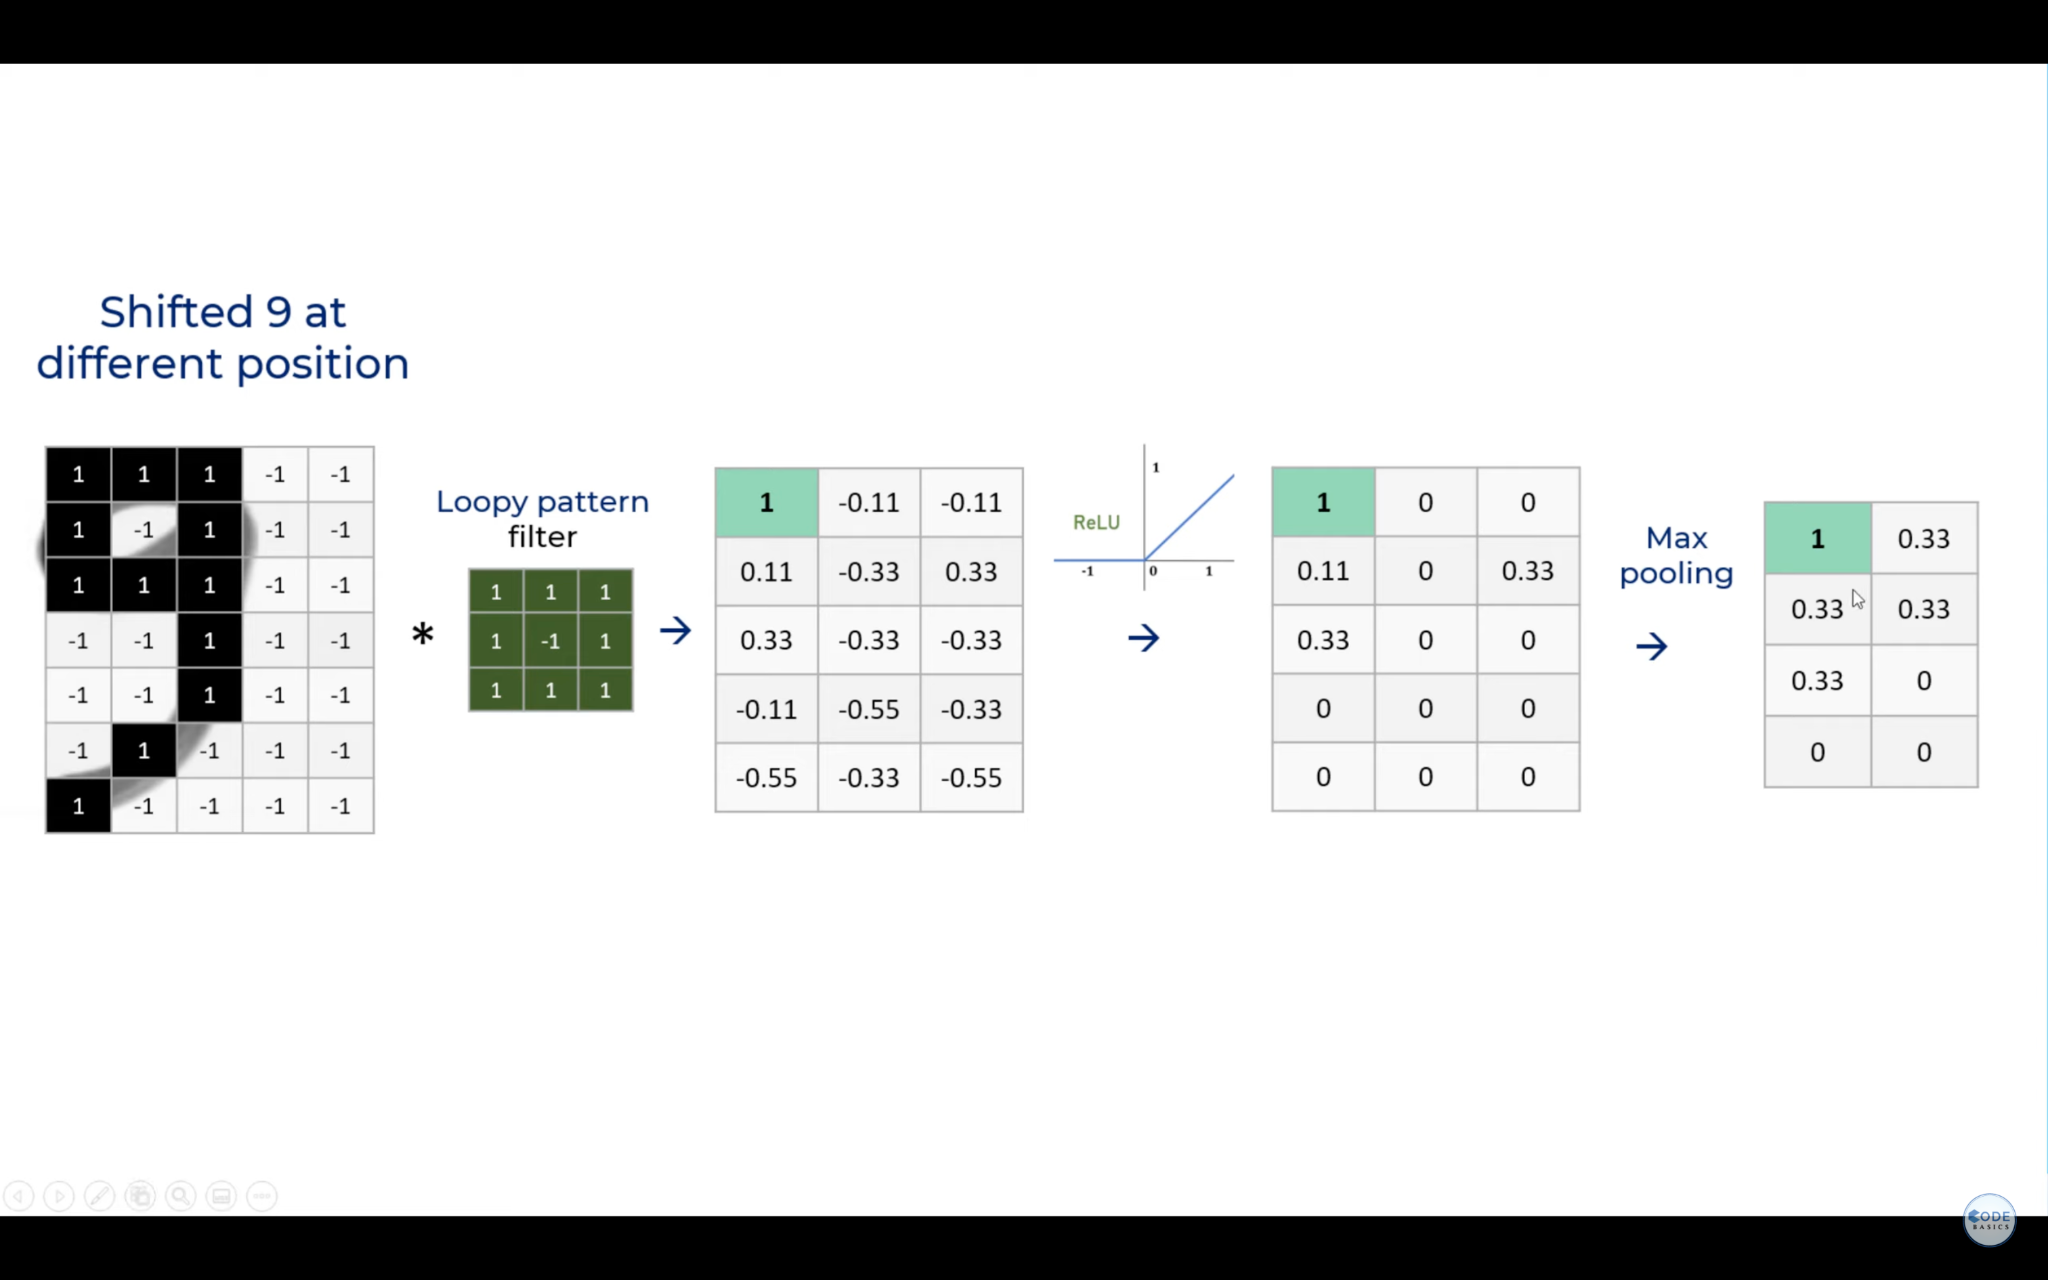 Shifted 9 at
different position
1 1 1 -1 -1
1 -1 1 -1 -1
1 1 1 -1 -1
-1 -1 1 -1 -1
-1 -1 1 -1 -1
-1 1 -1 -1 -1
1 -1 -1 -1 -1
*
Loopy pattern
filter
1 1 1
1 -1 1
1 1 1
→
1 -0.11 -0.11
0.11 -0.33 0.33
0.33 -0.33 -0.33
-0.11 -0.55 -0.33
-0.55 -0.33 -0.55
1
ReLU
-1 0 1
→
1 0 0
0.11 0 0.33
0.33 0 0
0 0 0
0 0 0
Max
pooling
→
1 0.33
0.33 0.33
0.33 0
0 0
CODE
BASICS